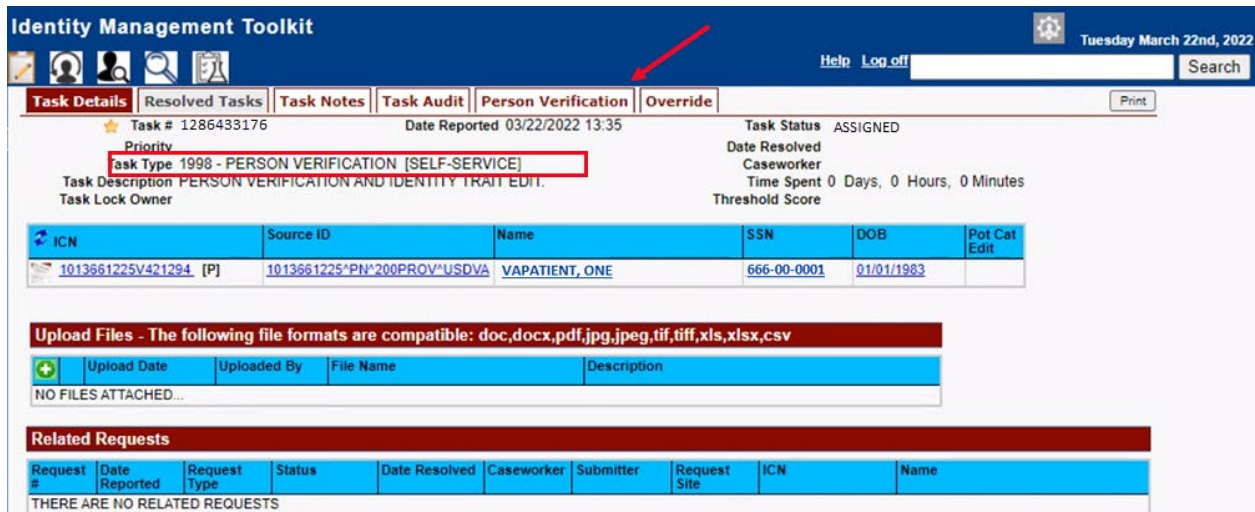 Identity Management Toolkit
Tuesday March 22nd, 2022
Help Log off Search
Task Details Resolved Tasks Task Notes Task Audit Person Verification Override Print
Task # 1286433176 Date Reported 03/22/2022 13:35 Task Status ASSIGNED
Priority Date Resolved
Task Type 1998 - PERSON VERIFICATION [SELF-SERVICE] Caseworker
Task Description PERSON VERIFICATION AND IDENTITY TRAIT EDIT. Time Spent 0 Days, 0 Hours, 0 Minutes
Task Lock Owner Threshold Score
ICN Source ID Name SSN DOB Pot Cat Edit
1013661225V421294 [P] 1013661225^PN^200PROV^USDVA VAPATIENT, ONE 666-00-0001 01/01/1983
Upload Files - The following file formats are compatible: doc,docx,pdf,jpg,jpeg,tif,tiff,xls,xlsx,csv
Upload Date Uploaded By File Name Description
NO FILES ATTACHED...
Related Requests
Request # Date Reported Request Type Status Date Resolved Caseworker Submitter Request Site ICN Name
THERE ARE NO RELATED REQUESTS